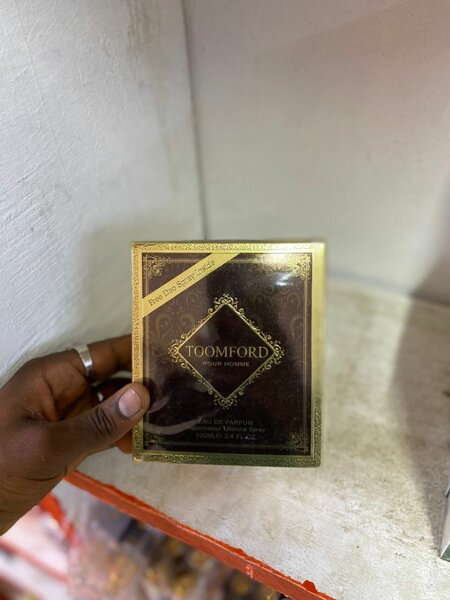 Free Deo Spray Inside
TOOMFORD
POUR HOMME
EAU DE PARFUM
Vaporisateur Natural Spray
100ML℮ 3.4 FL.OZ